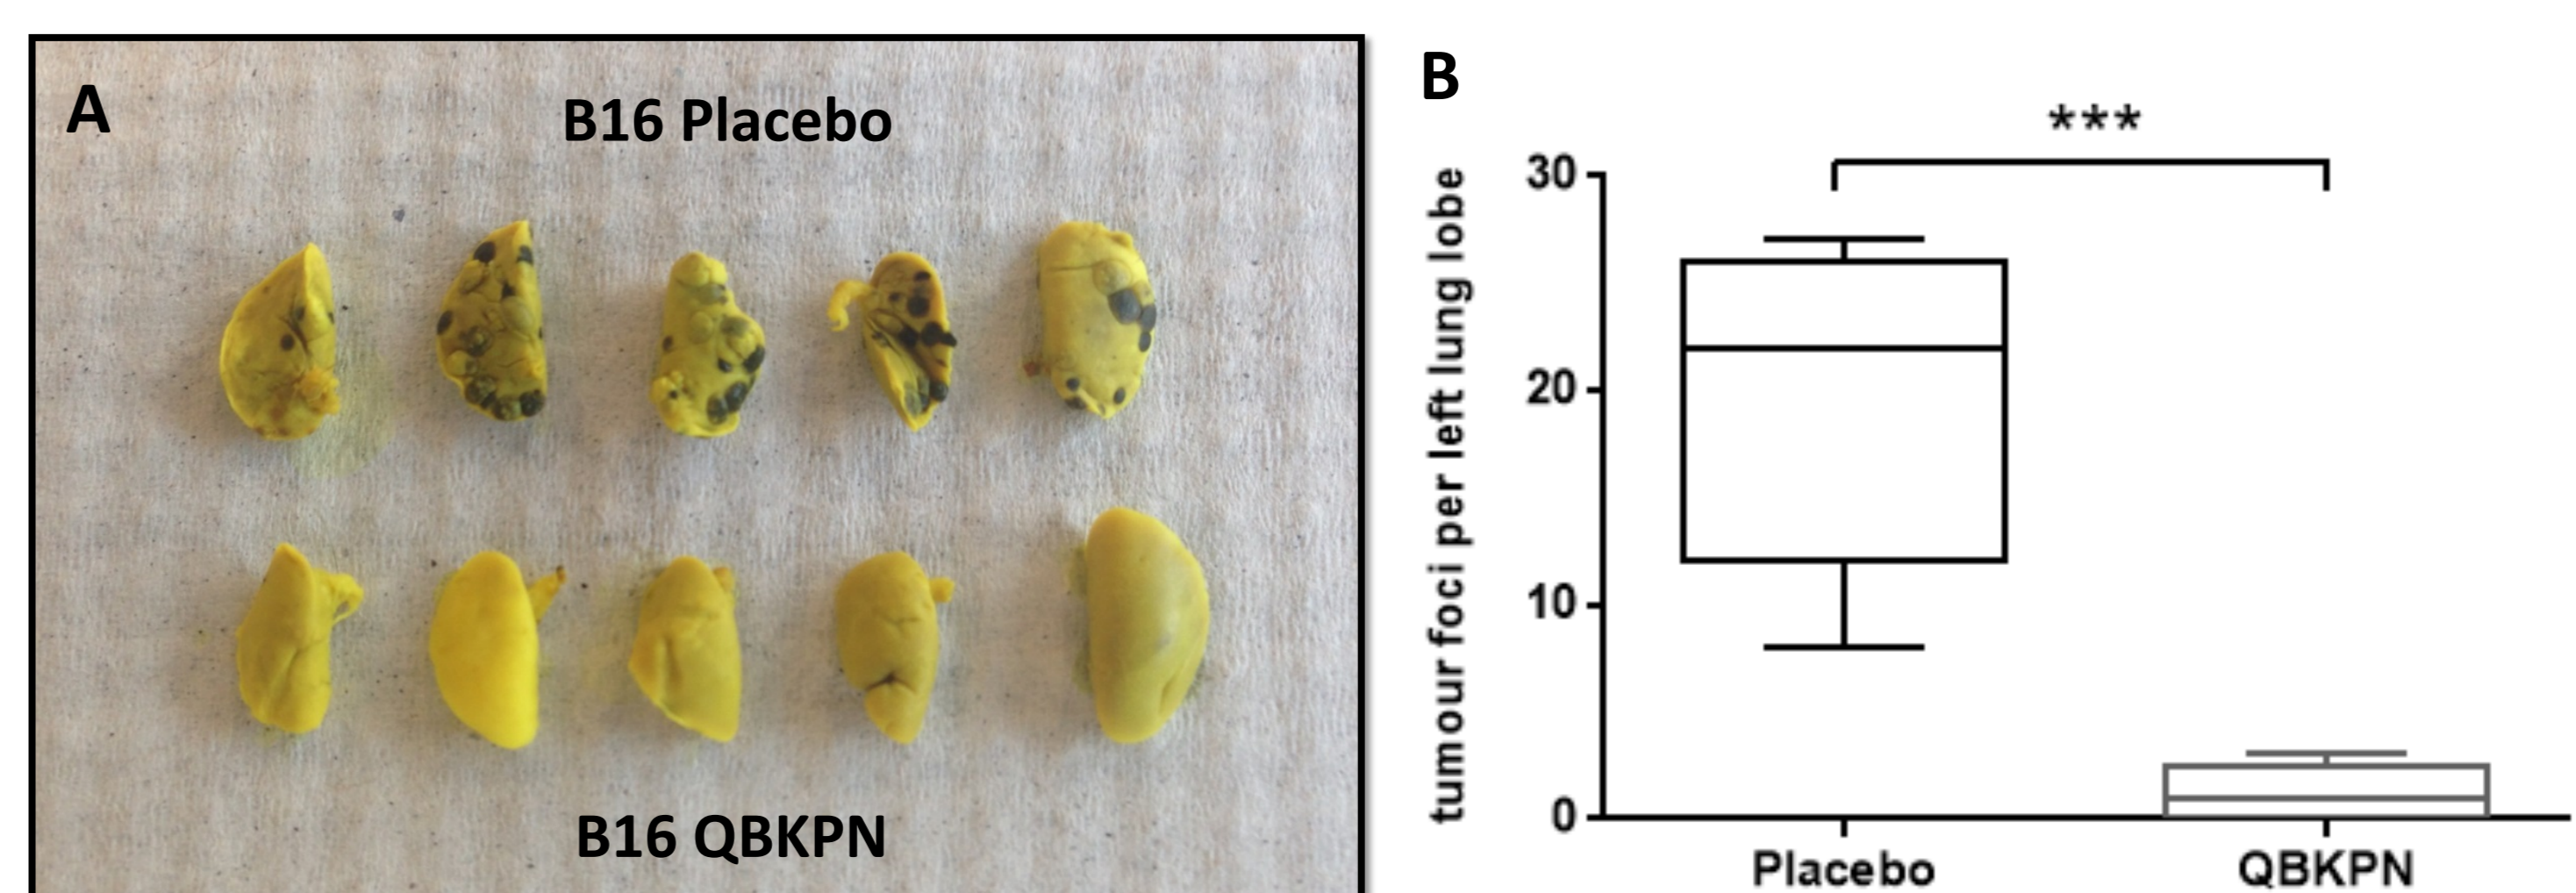 A
B16 Placebo
B16 QBKPN
B
***
tumour foci per left lung lobe
30
20
10
0
Placebo
QBKPN